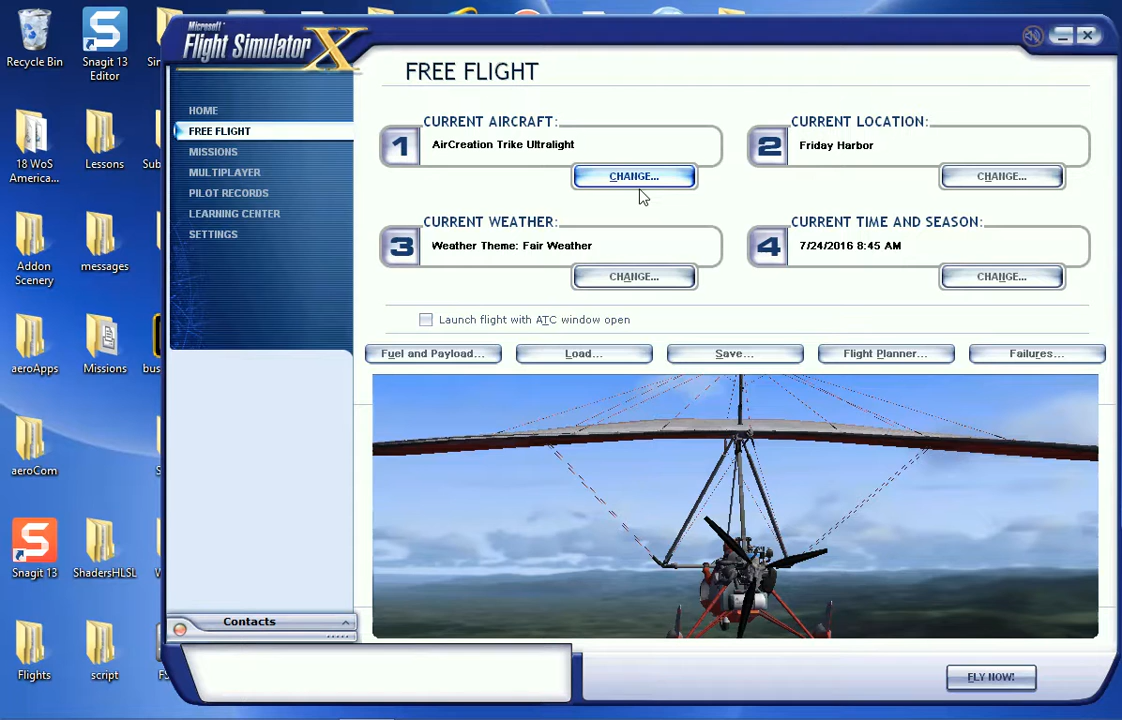 Recycle Bin
Snagit 13
Editor
18 WoS
America...
Lessons
Addon
Scenery
messages
aeroApps
Missions
aeroCom
Snagit 13
ShadersHLSL
Flights
script
Microsoft
Flight Simulator X
HOME
FREE FLIGHT
MISSIONS
MULTIPLAYER
PILOT RECORDS
LEARNING CENTER
SETTINGS
Contacts
FREE FLIGHT
CURRENT AIRCRAFT:
1
AirCreation Trike Ultralight
CHANGE...
CURRENT LOCATION:
2
Friday Harbor
CHANGE...
CURRENT WEATHER:
3
Weather Theme: Fair Weather
CHANGE...
CURRENT TIME AND SEASON:
4
7/24/2016 8:45 AM
CHANGE...
Launch flight with ATC window open
Fuel and Payload...
Load...
Save...
Flight Planner...
Failures...
FLY NOW!